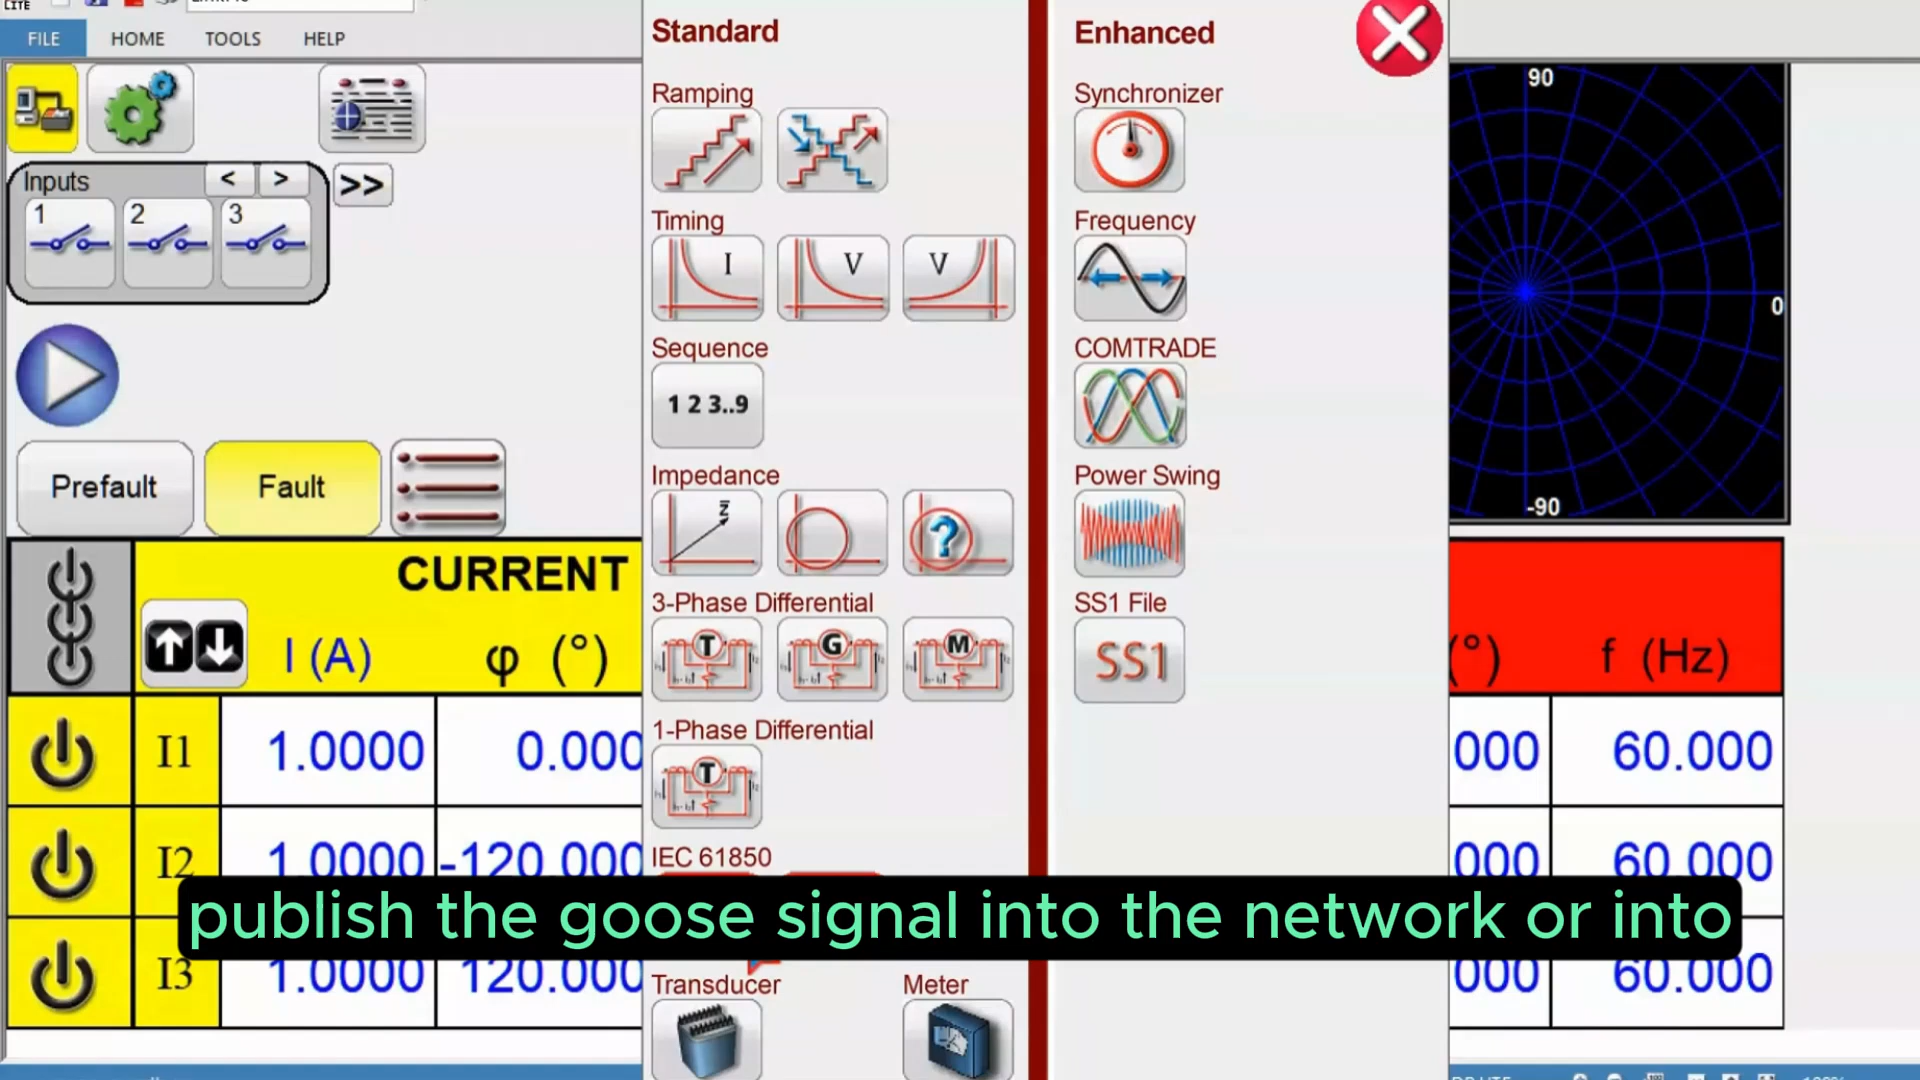 LITE
FILE HOME TOOLS HELP
Inputs < > >>
1 2 3
Prefault Fault
CURRENT
I (A) φ (°)
I1 1.0000 0.000
I2 1.0000 -120.000
I3 1.0000 120.000
Standard
Ramping
Timing
I V V
Sequence
1 2 3..9
Impedance
Z
?
3-Phase Differential
T G M
1-Phase Differential
T
IEC 61850
Transducer Meter
Enhanced
Synchronizer
Frequency
COMTRADE
Power Swing
SS1 File
SS1
90
0
-90
(°) f (Hz)
000 60.000
000 60.000
000 60.000
publish the goose signal into the network or into